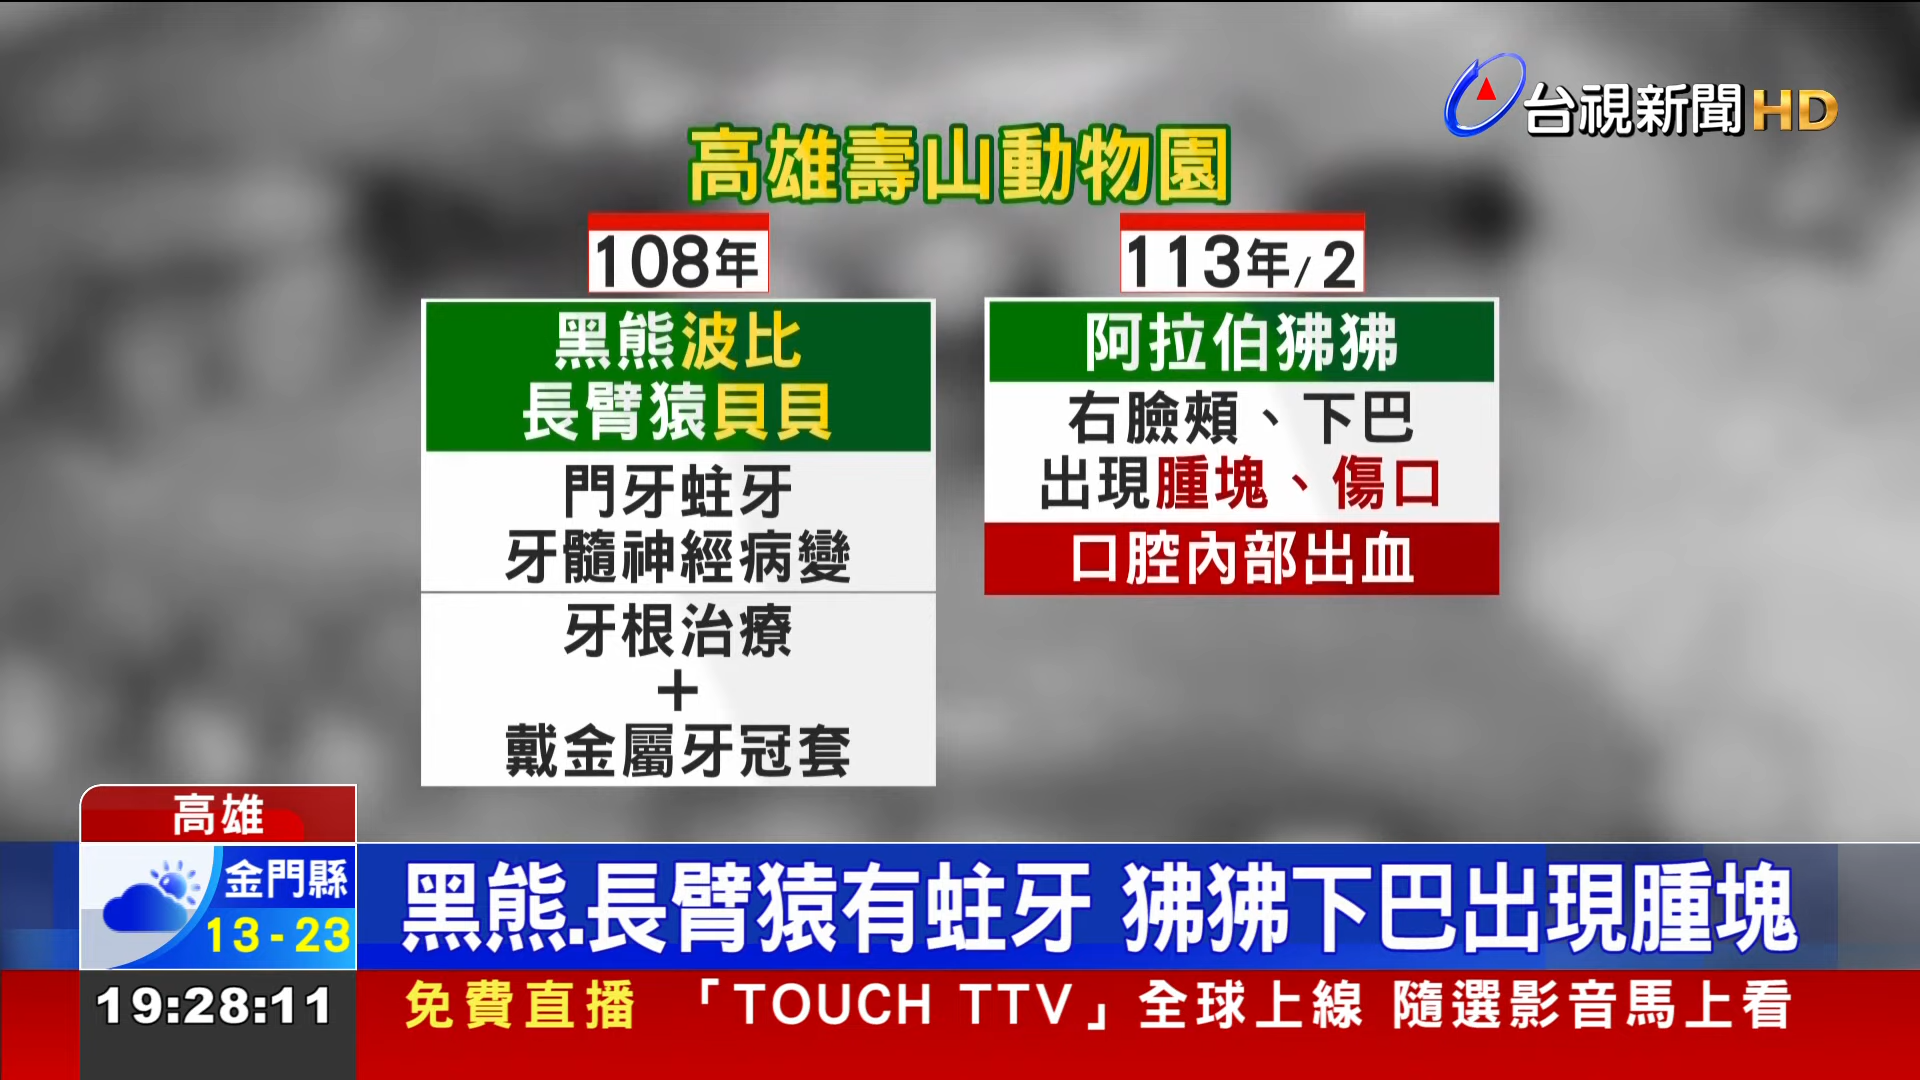 台視新聞HD
高雄壽山動物園
108年
黑熊波比
長臂猿貝貝
門牙蛀牙
牙髓神經病變
牙根治療
+
戴金屬牙冠套
113年/2
阿拉伯狒狒
右臉頰、下巴
出現腫塊、傷口
口腔內部出血
高雄
金門縣
13-23
黑熊.長臂猿有蛀牙 狒狒下巴出現腫塊
19:28:11
免費直播 「TOUCH TTV」全球上線 隨選影音馬上看